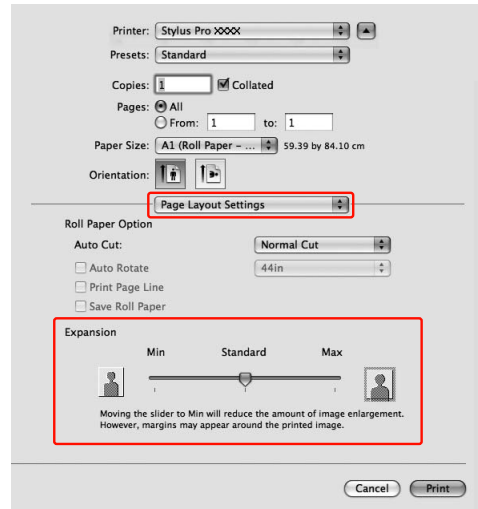 Printer: Stylus Pro XXXX
Presets: Standard
Copies: 1 Collated
Pages: All
From: 1 to: 1
Paper Size: A1 (Roll Paper – ... 59.39 by 84.10 cm
Orientation:
Page Layout Settings
Roll Paper Option
Auto Cut: Normal Cut
Auto Rotate 44in
Print Page Line
Save Roll Paper
Expansion
Min Standard Max
Moving the slider to Min will reduce the amount of image enlargement.
However, margins may appear around the printed image.
Cancel Print